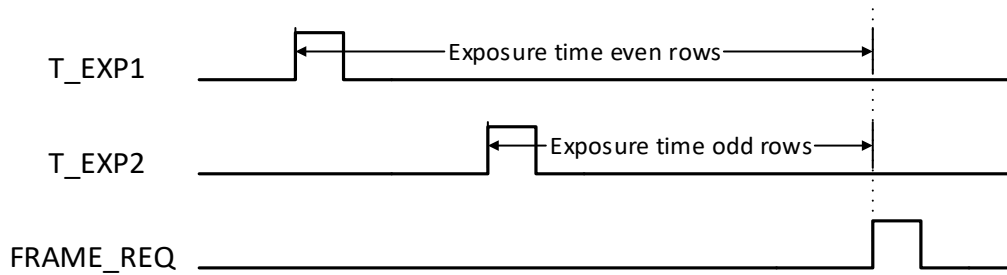 Exposure time even rows
T_EXP1
Exposure time odd rows
T_EXP2
FRAME_REQ